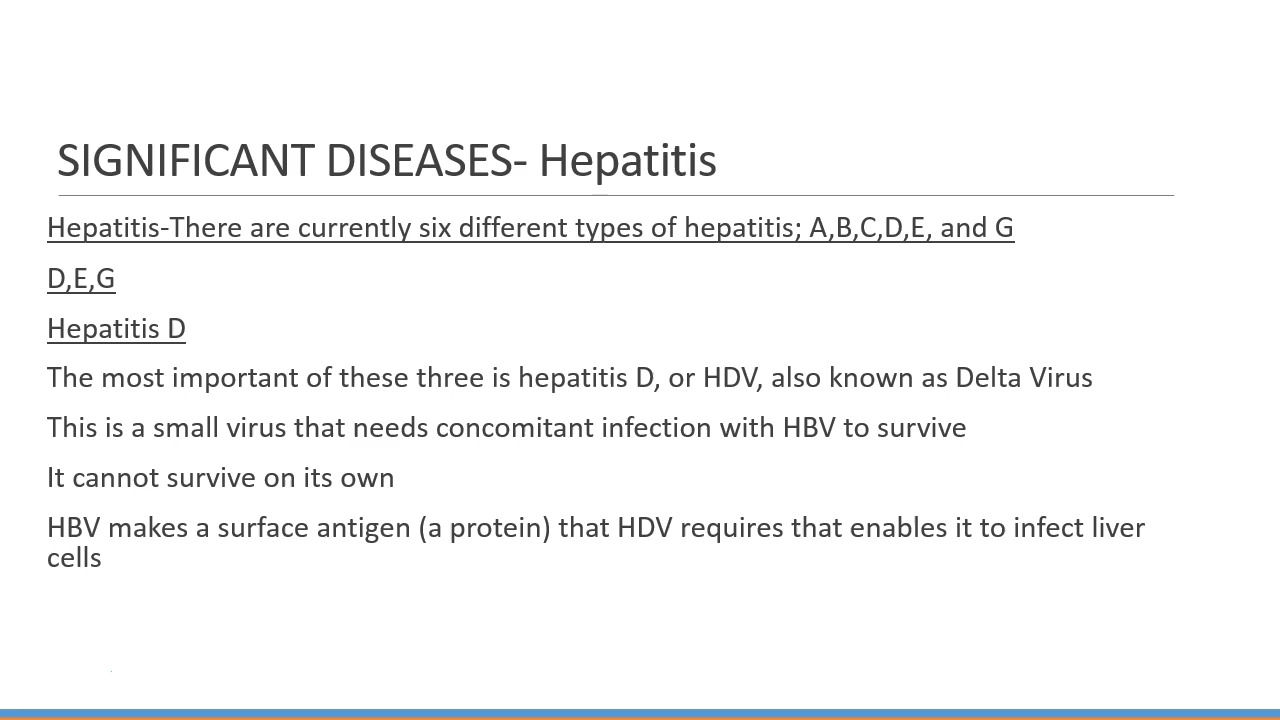 SIGNIFICANT DISEASES- Hepatitis
Hepatitis-There are currently six different types of hepatitis; A,B,C,D,E, and G
D,E,G
Hepatitis D
The most important of these three is hepatitis D, or HDV, also known as Delta Virus
This is a small virus that needs concomitant infection with HBV to survive
It cannot survive on its own
HBV makes a surface antigen (a protein) that HDV requires that enables it to infect liver
cells